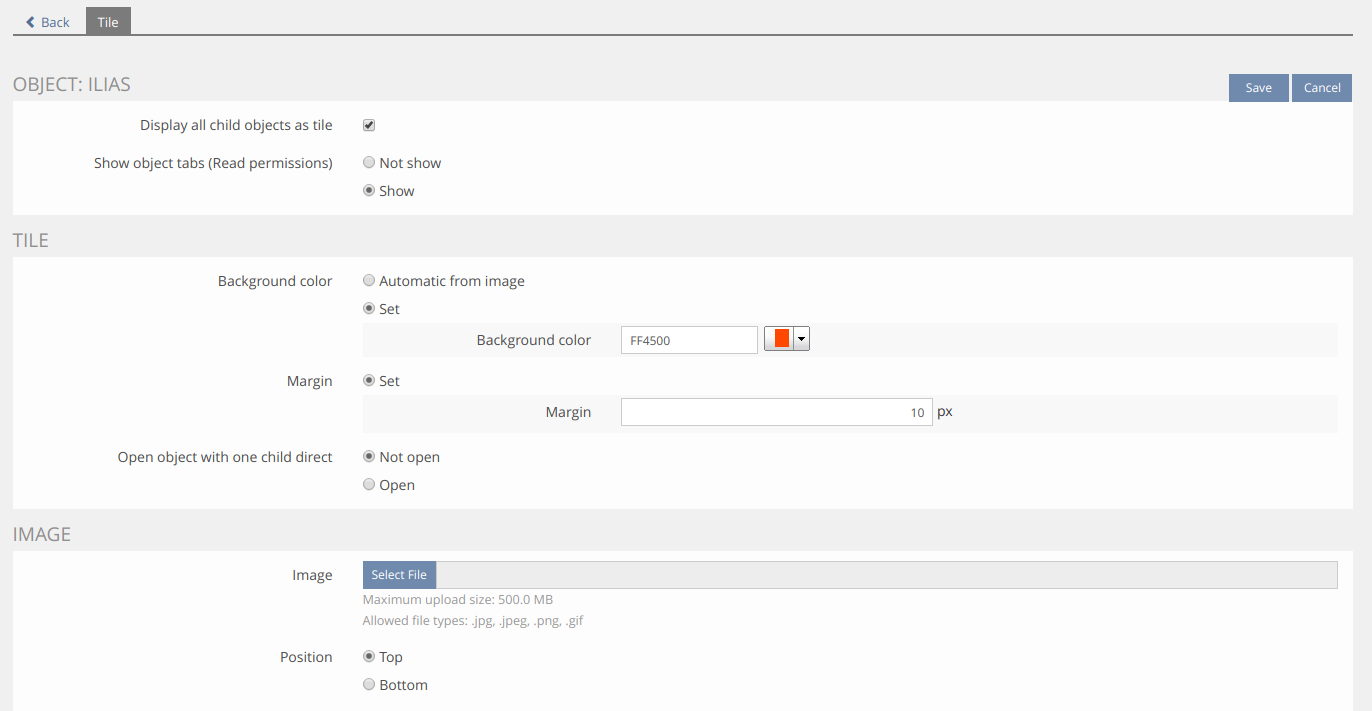 Back Tile
OBJECT: ILIAS
Save Cancel
Display all child objects as tile
Show object tabs (Read permissions) Not show
Show
TILE
Background color Automatic from image
Set
Background color FF4500
Margin Set
Margin 10 px
Open object with one child direct Not open
Open
IMAGE
Image Select File
Maximum upload size: 500.0 MB
Allowed file types: .jpg, .jpeg, .png, .gif
Position Top
Bottom